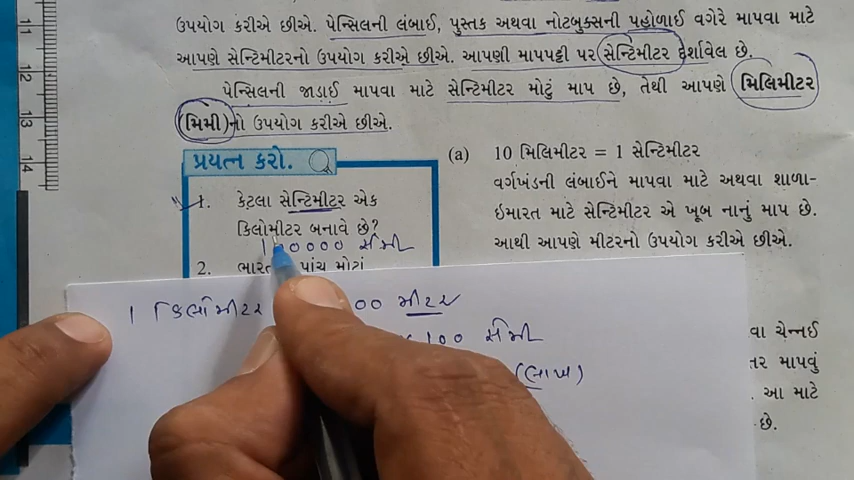 11
ઉપયોગ કરીએ છીએ. પેન્સિલની લંબાઈ, પુસ્તક અથવા નોટબુક્સની પહોળાઈ વગેરે માપવા માટે
આપણે સેન્ટિમીટરનો ઉપયોગ કરીએ છીએ. આપણી માપપટ્ટી પર સેન્ટિમીટર દર્શાવેલ છે.
12
પેન્સિલની જાડાઈ માપવા માટે સેન્ટિમીટર મોટું માપ છે, તેથી આપણે મિલિમીટર
13
(મિમી)નો ઉપયોગ કરીએ છીએ.
14
પ્રયત્ન કરો.
1. કેટલા સેન્ટિમીટર એક
કિલોમીટર બનાવે છે?
સેમી
2. ભારત પાંચ મોટાં
(a) 10 મિલિમીટર = 1 સેન્ટિમીટર
વર્ગખંડની લંબાઈને માપવા માટે અથવા શાળા-
ઇમારત માટે સેન્ટિમીટર એ ખૂબ નાનું માપ છે.
આથી આપણે મીટરનો ઉપયોગ કરીએ છીએ.
1 કિલોમીટર 00 મીટર
100 સેમી
(લાખ)
વા ચેન્નઈ
તર માપવું
. આ માટે
છે.